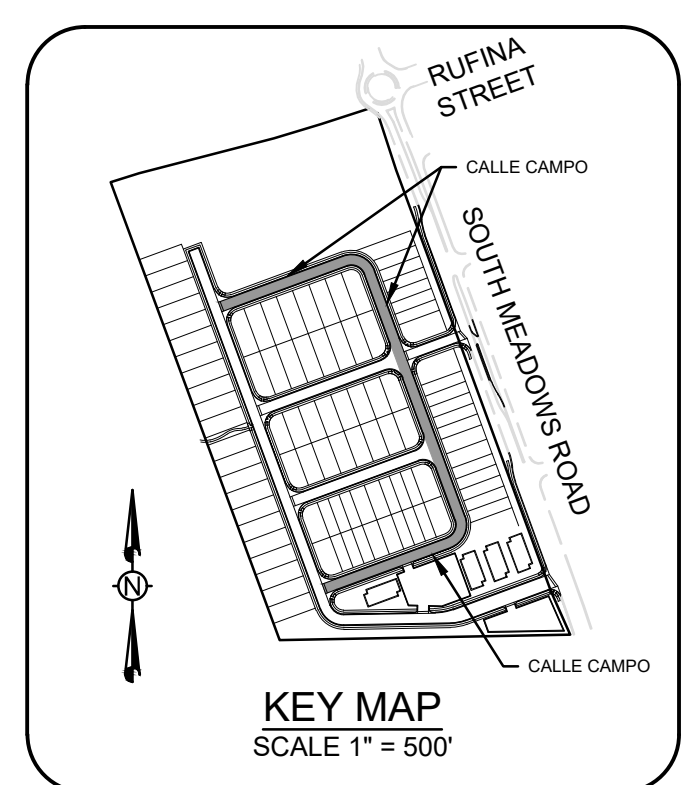 RUFINA
STREET
CALLE CAMPO
SOUTH MEADOWS ROAD
N
CALLE CAMPO
KEY MAP
SCALE 1" = 500'